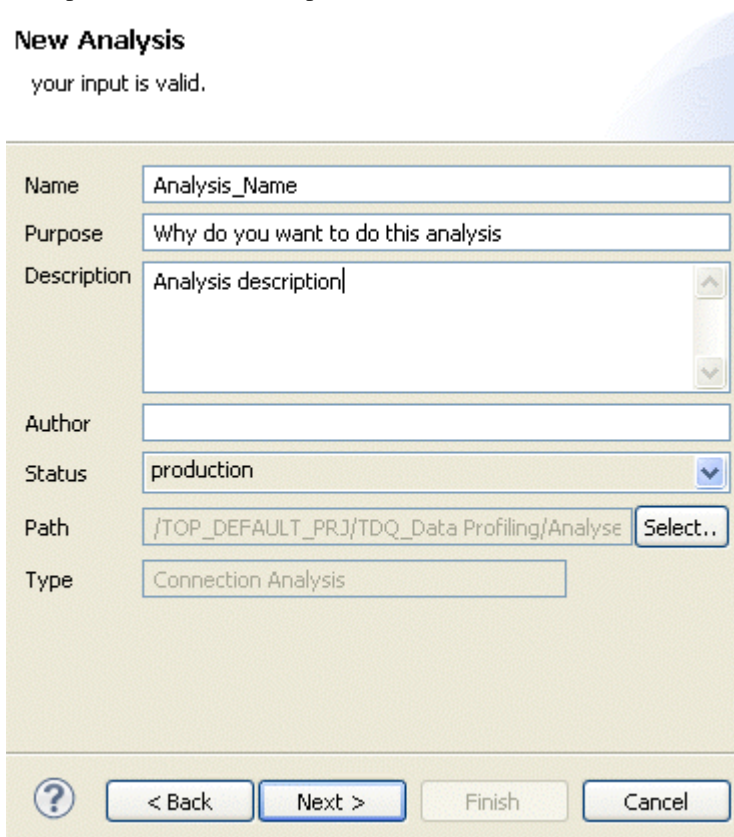 New Analysis
your input is valid.
Name Analysis_Name
Purpose Why do you want to do this analysis
Description Analysis description
Author
Status production
Path /TOP_DEFAULT_PRJ/TDQ_Data Profiling/Analyse Select..
Type Connection Analysis
? < Back Next > Finish Cancel